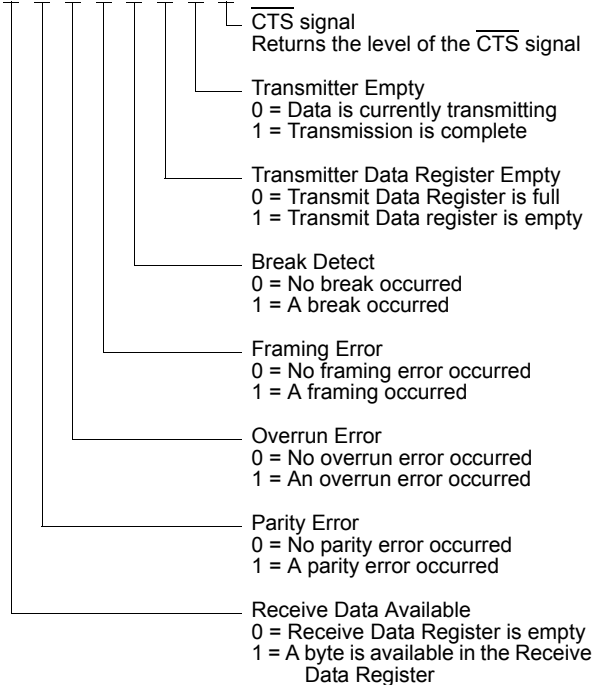 CTS signal
Returns the level of the CTS signal
Transmitter Empty
0 = Data is currently transmitting
1 = Transmission is complete
Transmitter Data Register Empty
0 = Transmit Data Register is full
1 = Transmit Data register is empty
Break Detect
0 = No break occurred
1 = A break occurred
Framing Error
0 = No framing error occurred
1 = A framing occurred
Overrun Error
0 = No overrun error occurred
1 = An overrun error occurred
Parity Error
0 = No parity error occurred
1 = A parity error occurred
Receive Data Available
0 = Receive Data Register is empty
1 = A byte is available in the Receive
Data Register